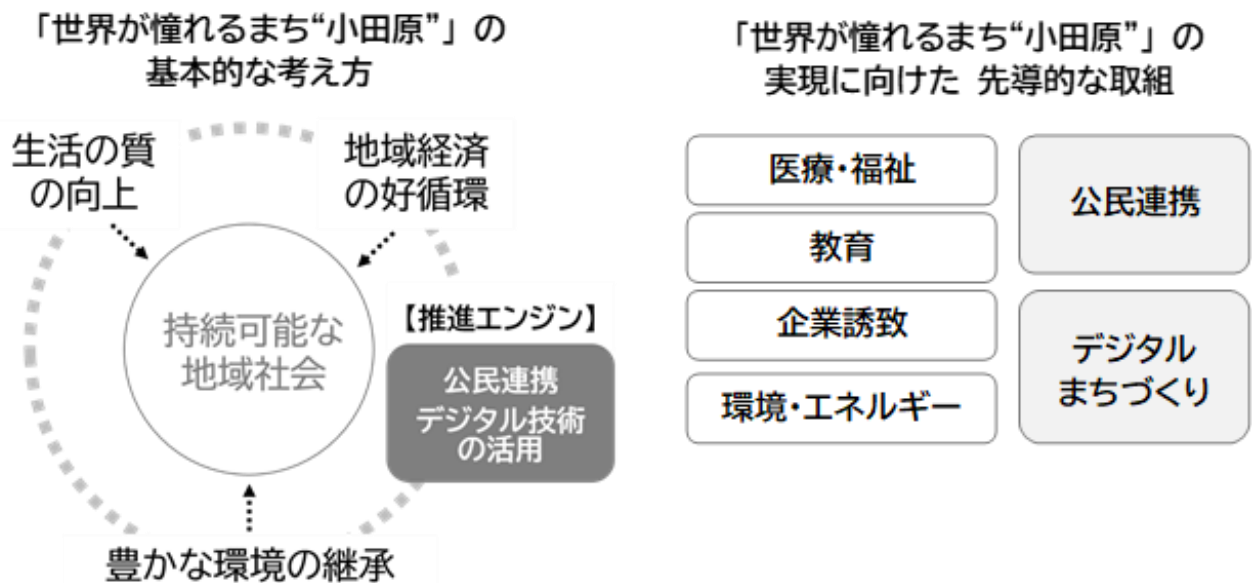 「世界が憧れるまち“小田原”」の
基本的な考え方
生活の質
の向上
地域経済
の好循環
持続可能な
地域社会
【推進エンジン】
公民連携
デジタル技術
の活用
豊かな環境の継承
「世界が憧れるまち“小田原”」の
実現に向けた 先導的な取組
医療・福祉
教育
企業誘致
環境・エネルギー
公民連携
デジタル
まちづくり